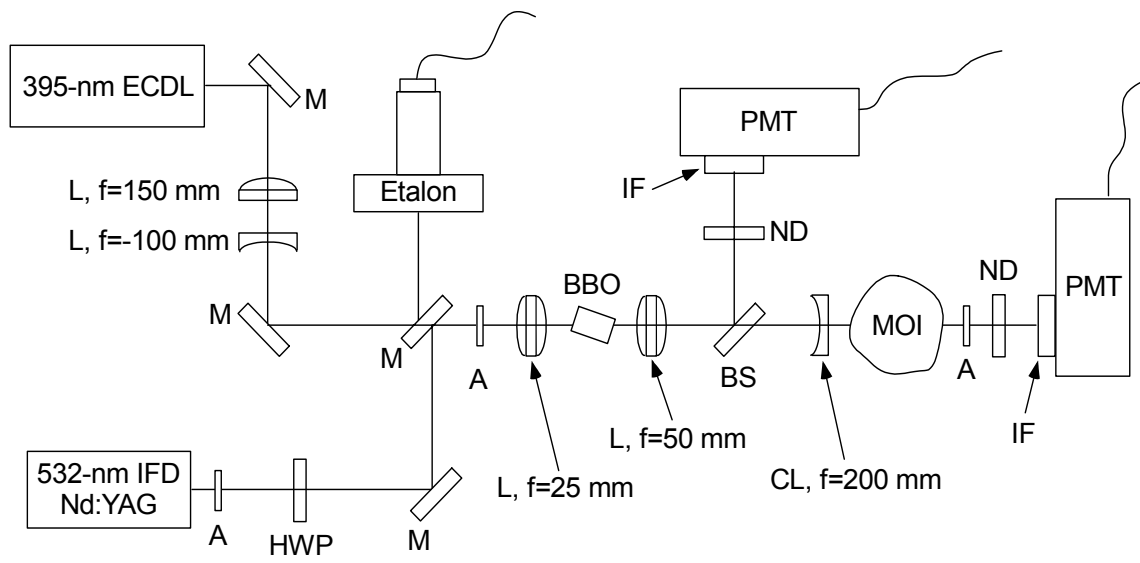 395-nm ECDL
M
L, f=150 mm
L, f=-100 mm
M
Etalon
M
A
BBO
L, f=25 mm
L, f=50 mm
PMT
IF
ND
BS
CL, f=200 mm
MOI
A
ND
IF
PMT
532-nm IFD
Nd:YAG
A
HWP
M